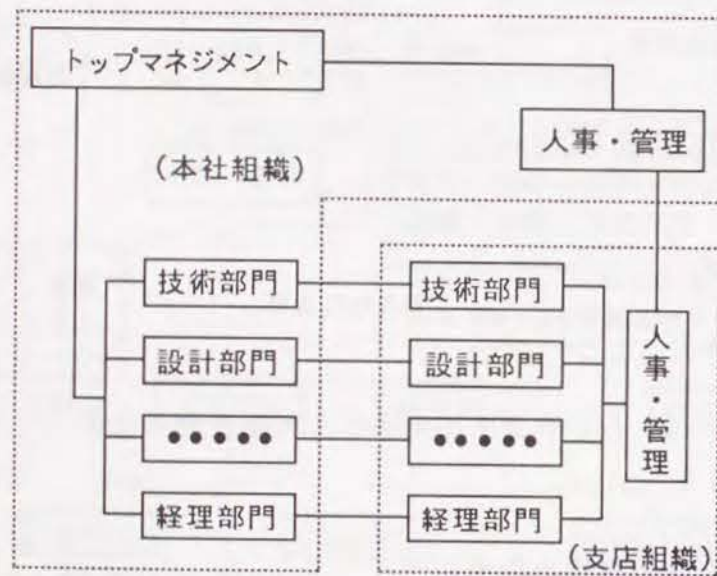 トップマネジメント
人事・管理
(本社組織)
技術部門
技術部門
設計部門
設計部門
●●●●●
●●●●●
経理部門
経理部門
人事・管理
(支店組織)